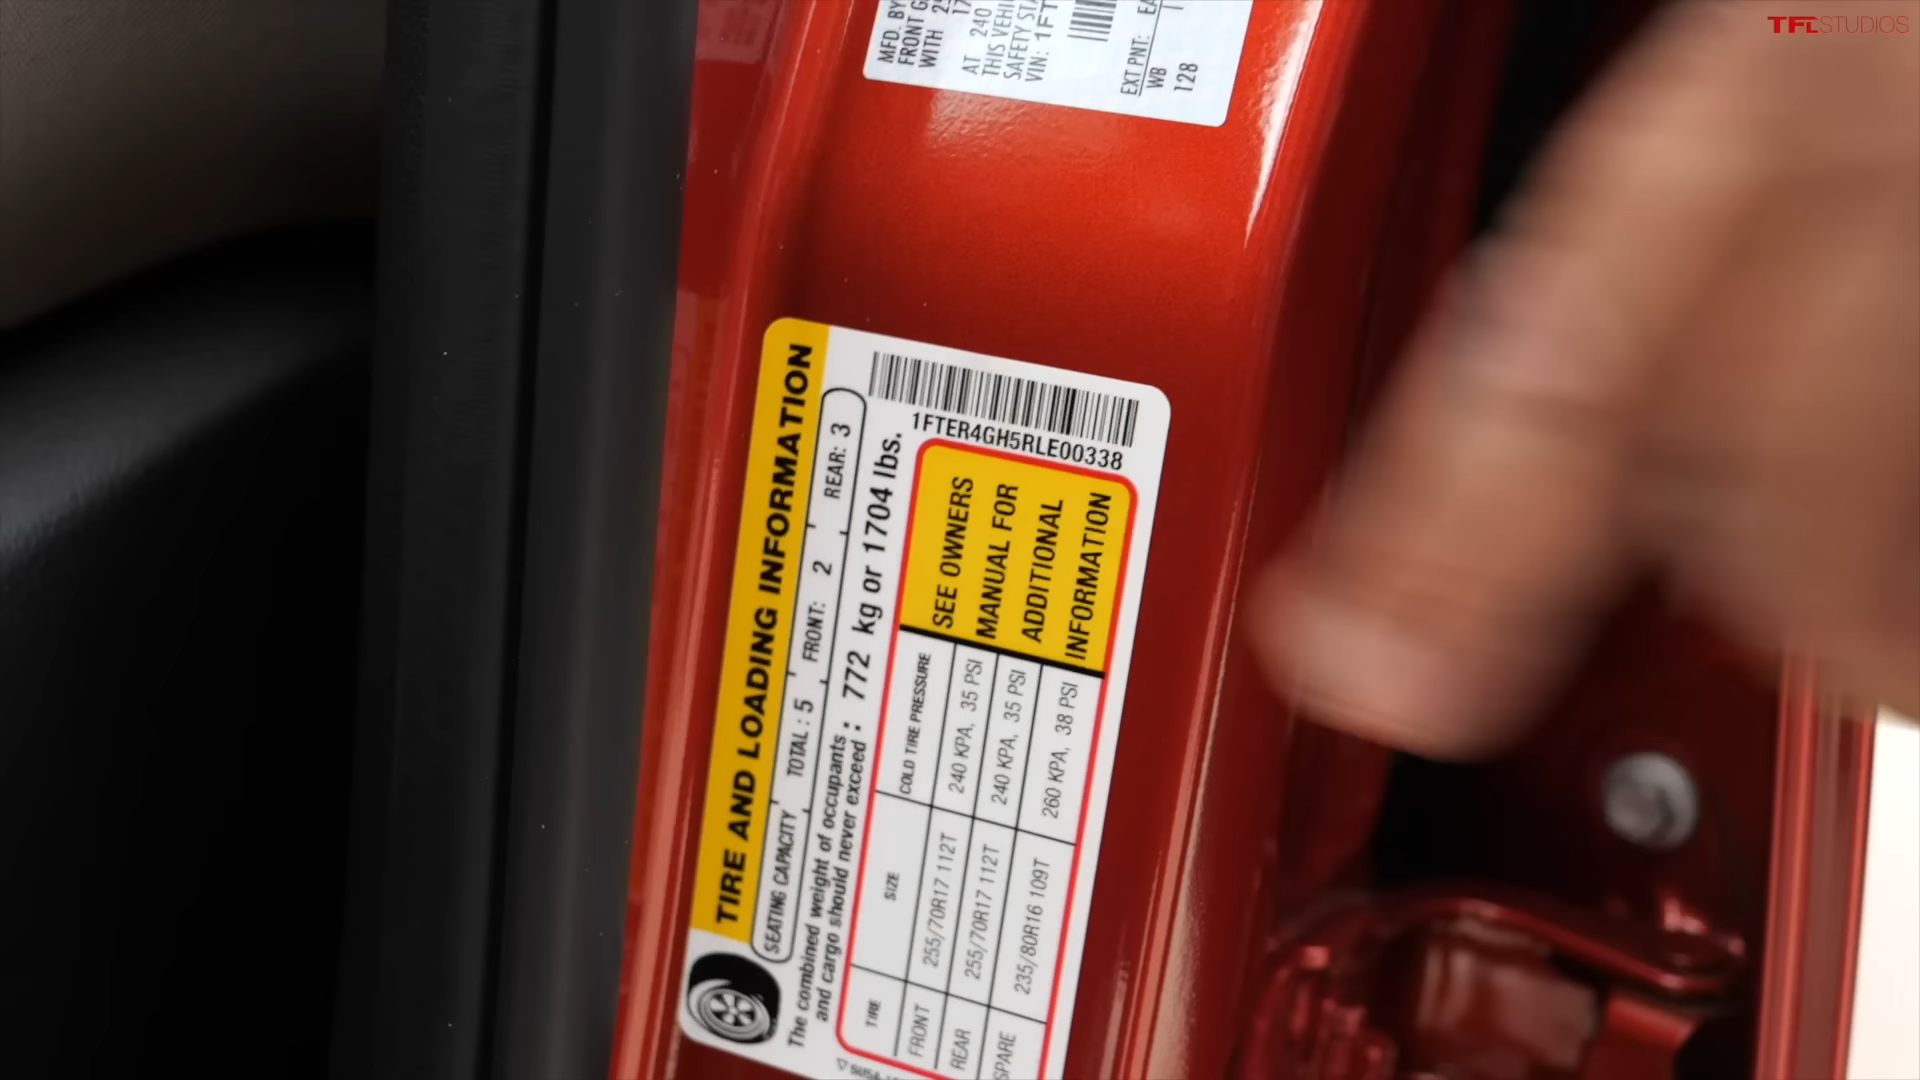 TFLSTUDIOS
MFD. BY
FRONT G
WITH
AT 240
THIS VEHI
SAFETY STA
VIN: 1FT
EXT PNT:
WB
128
TIRE AND LOADING INFORMATION
SEATING CAPACITY TOTAL : 5 FRONT: 2 REAR: 3
The combined weight of occupants
and cargo should never exceed : 772 kg or 1704 lbs.
1FTER4GH5RLE00338
TIRE SIZE COLD TIRE PRESSURE
FRONT 255/70R17 112T 240 KPA, 35 PSI
REAR 255/70R17 112T 240 KPA, 35 PSI
SPARE 235/80R16 109T 260 KPA, 38 PSI
SEE OWNERS
MANUAL FOR
ADDITIONAL
INFORMATION